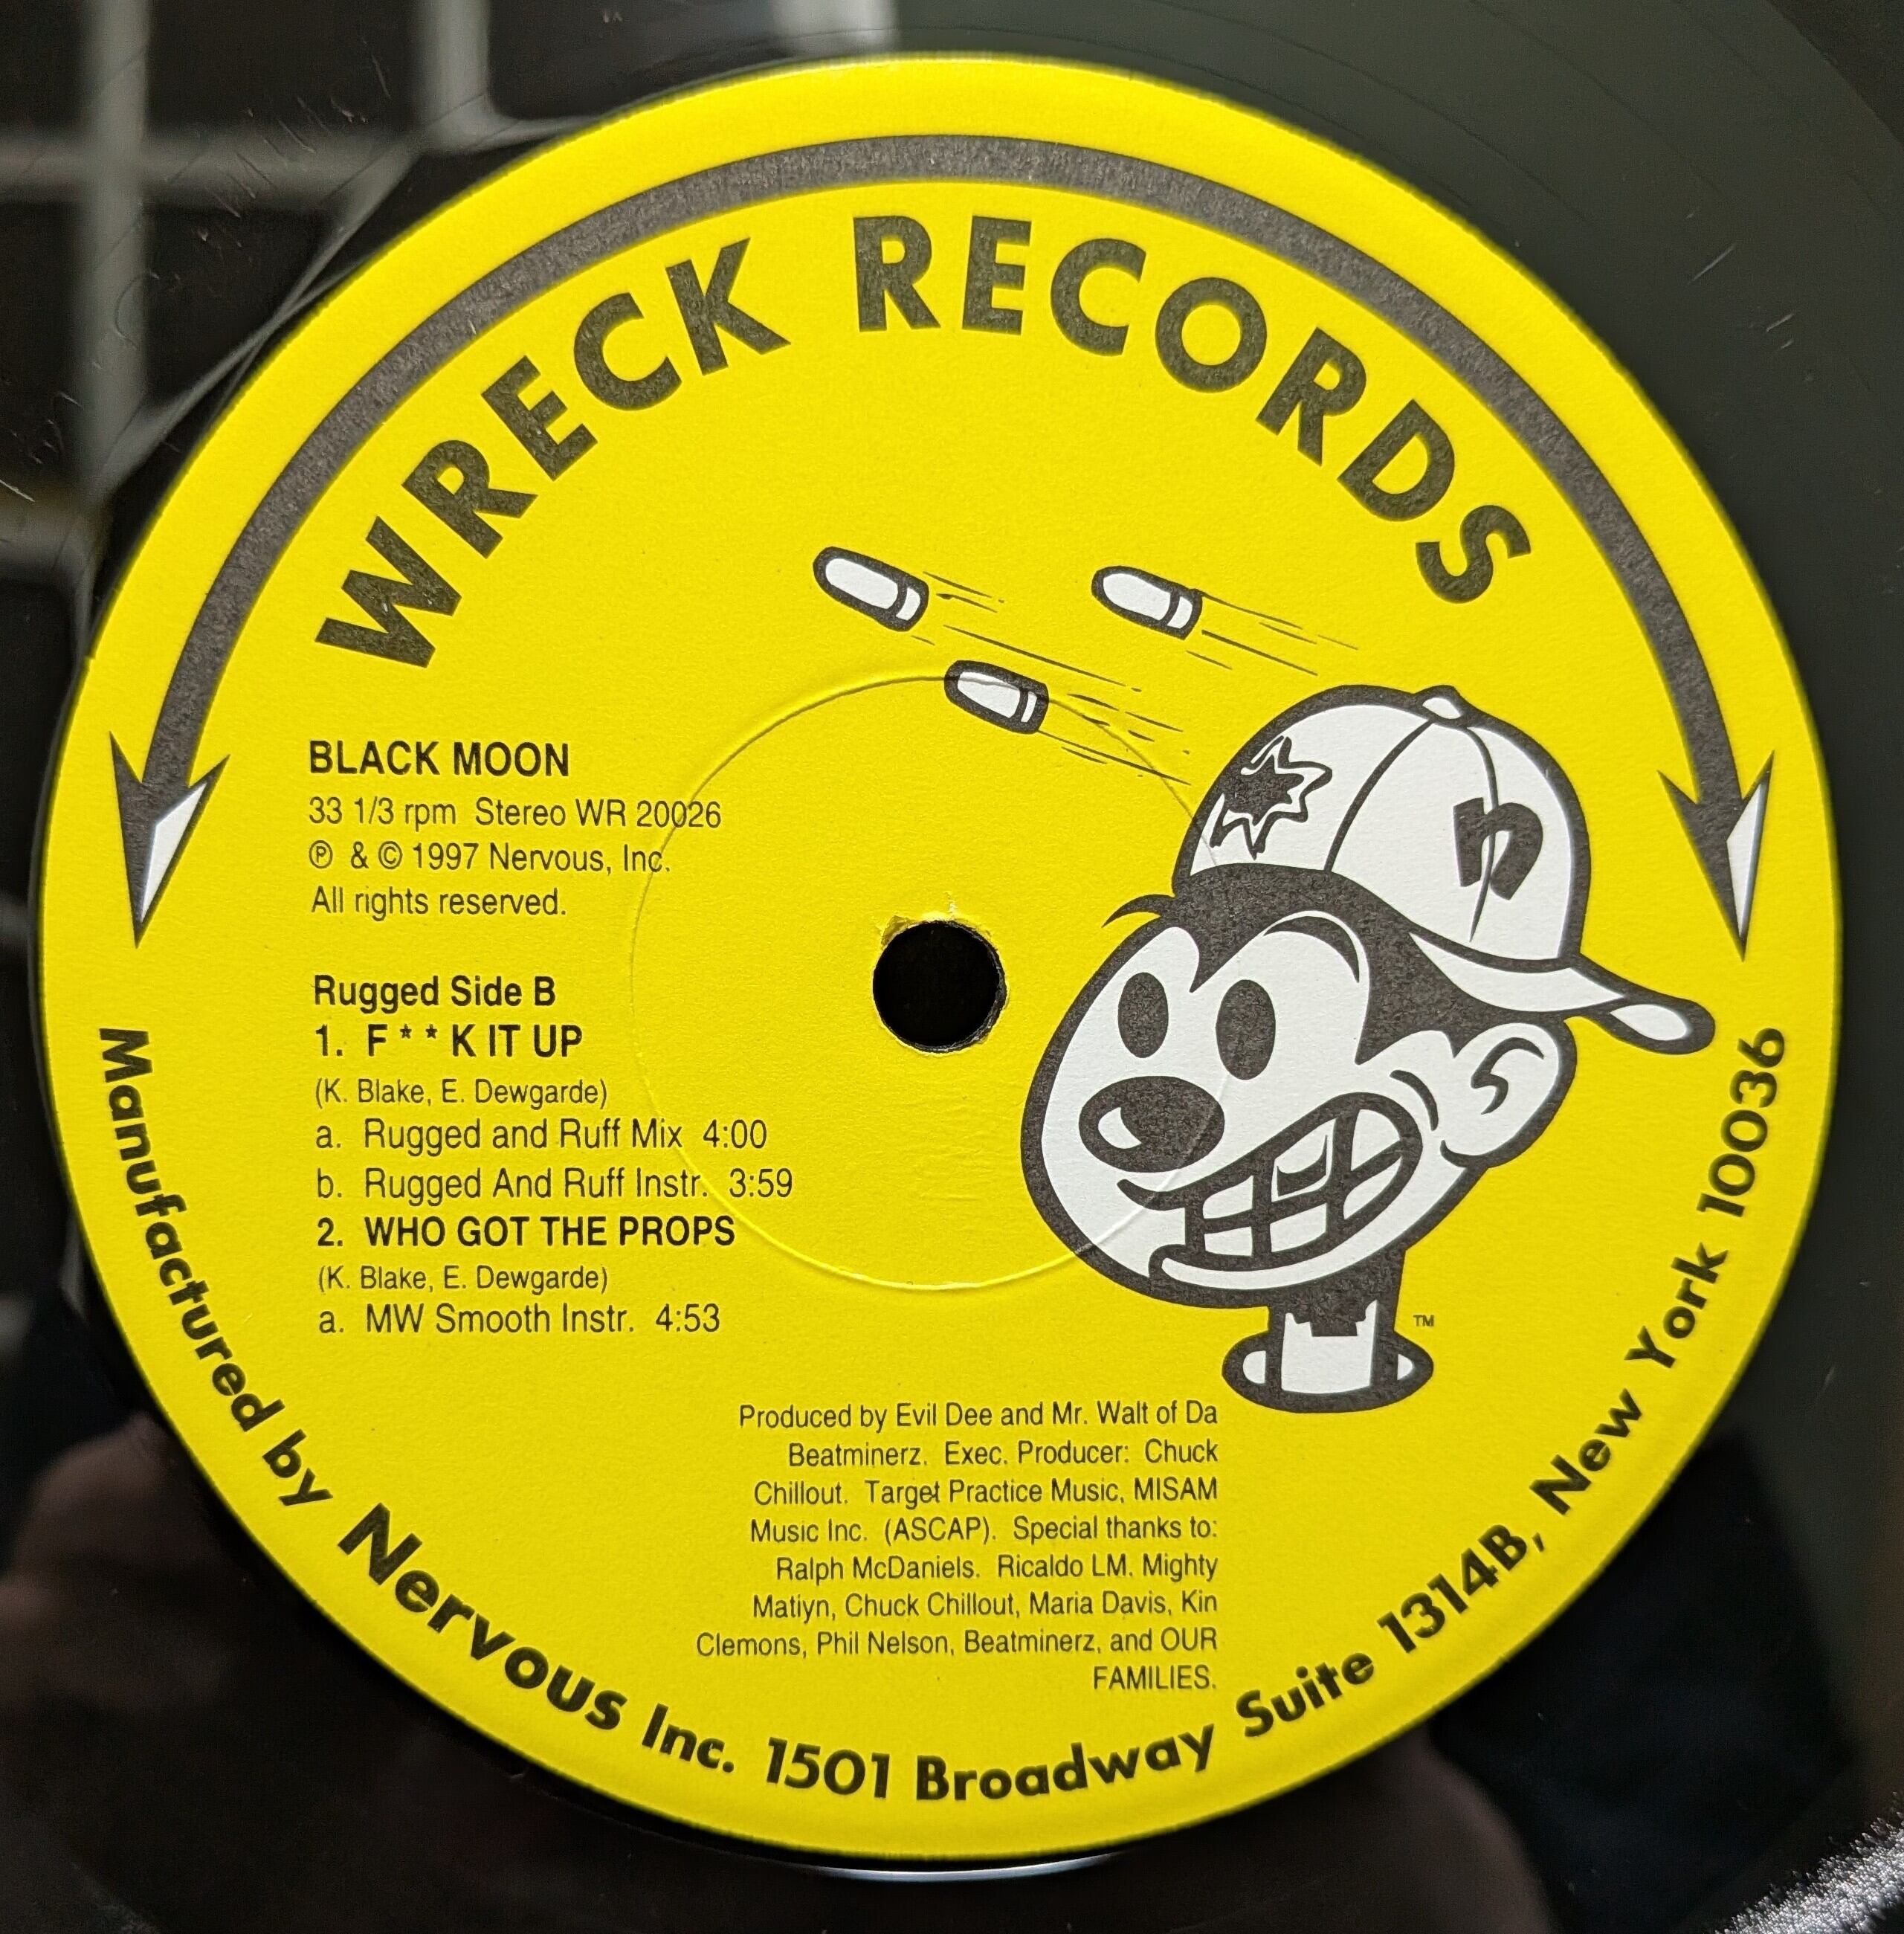 WRECK RECORDS
n
BLACK MOON
33 1/3 rpm Stereo WR 20026
℗ & © 1997 Nervous, Inc.
All rights reserved.
Rugged Side B
1. F**K IT UP
(K. Blake, E. Dewgarde)
a. Rugged and Ruff Mix 4:00
b. Rugged And Ruff Instr. 3:59
2. WHO GOT THE PROPS
(K. Blake, E. Dewgarde)
a. MW Smooth Instr. 4:53
TM
Produced by Evil Dee and Mr. Walt of Da
Beatminerz. Exec. Producer: Chuck
Chillout. Target Practice Music, MISAM
Music Inc. (ASCAP). Special thanks to:
Ralph McDaniels. Ricaldo LM. Mighty
Matiyn, Chuck Chillout, Maria Davis, Kin
Clemons, Phil Nelson, Beatminerz, and OUR
FAMILIES.
Manufactured by Nervous Inc. 1501 Broadway Suite 1314B, New York 10036